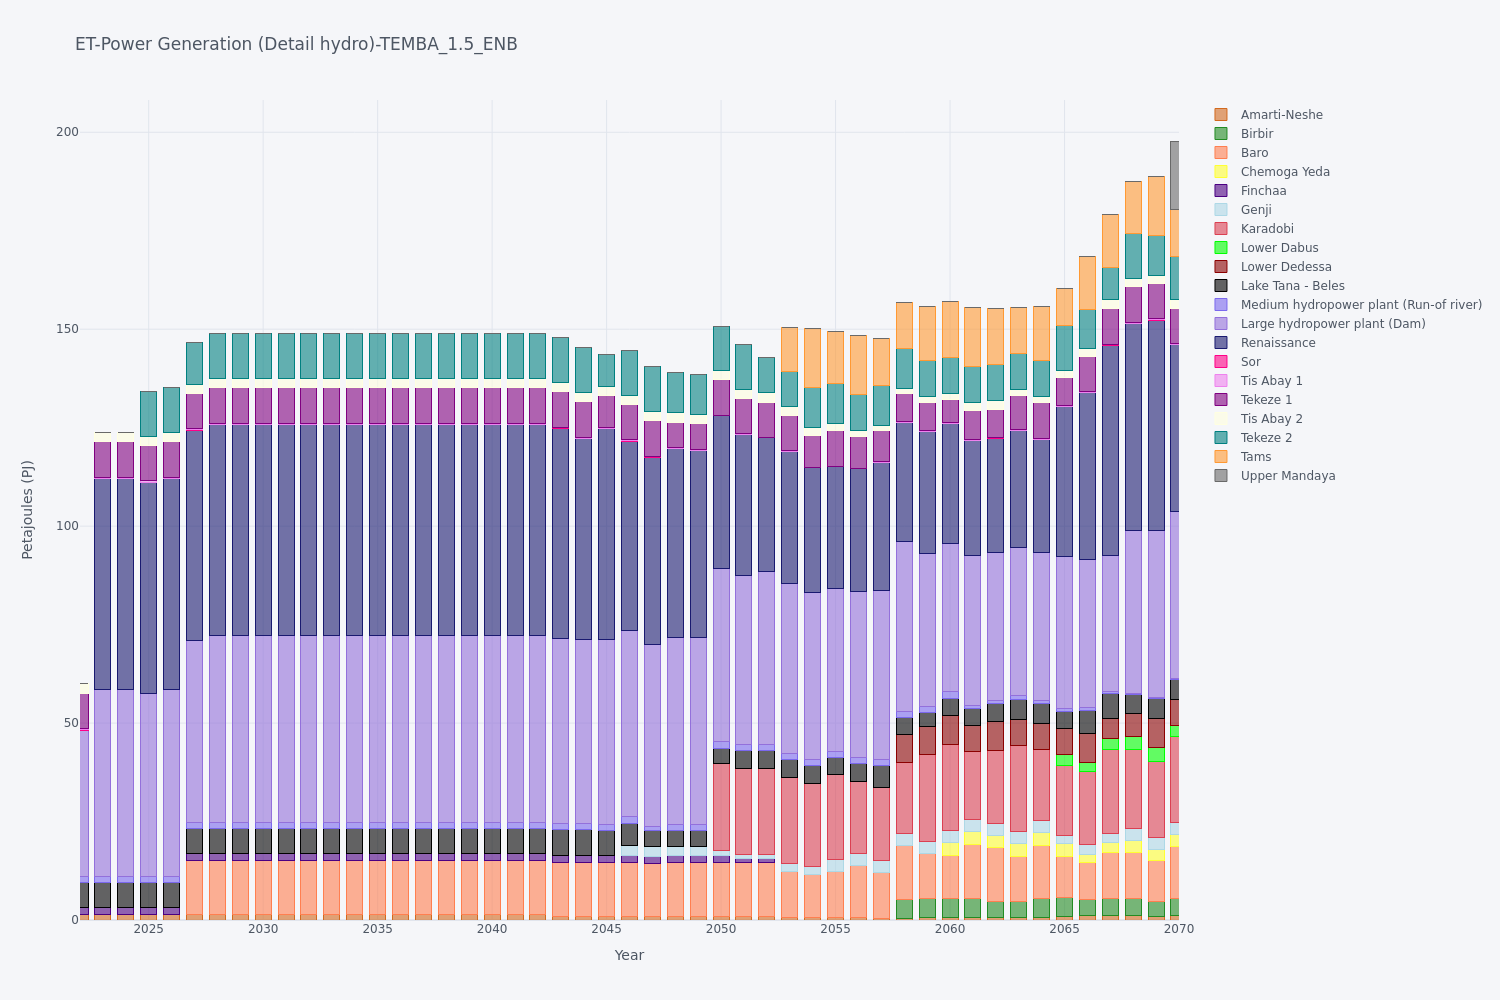 ET-Power Generation (Detail hydro)-TEMBA_1.5_ENB
Petajoules (PJ)
200
150
100
50
0
2025 2030 2035 2040 2045 2050 2055 2060 2065 2070
Year
Amarti-Neshe
Birbir
Baro
Chemoga Yeda
Finchaa
Genji
Karadobi
Lower Dabus
Lower Dedessa
Lake Tana - Beles
Medium hydropower plant (Run-of river)
Large hydropower plant (Dam)
Renaissance
Sor
Tis Abay 1
Tekeze 1
Tis Abay 2
Tekeze 2
Tams
Upper Mandaya